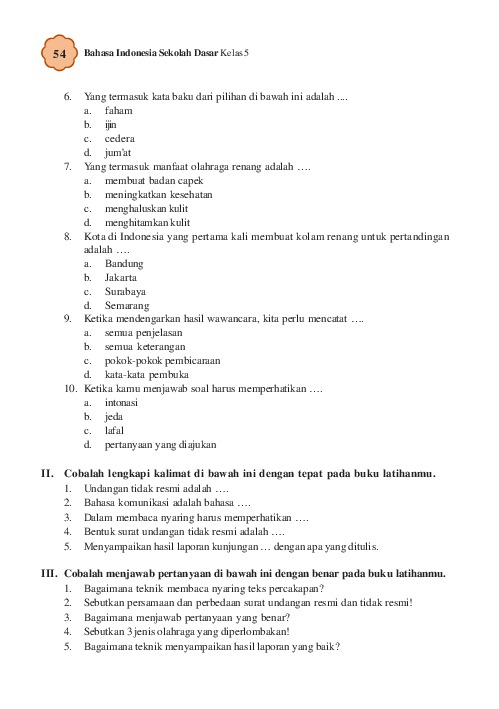 54 Bahasa Indonesia Sekolah Dasar Kelas 5
6. Yang termasuk kata baku dari pilihan di bawah ini adalah ....
a. faham
b. ijin
c. cedera
d. jum'at
7. Yang termasuk manfaat olahraga renang adalah ….
a. membuat badan capek
b. meningkatkan kesehatan
c. menghaluskan kulit
d. menghitamkan kulit
8. Kota di Indonesia yang pertama kali membuat kolam renang untuk pertandingan
adalah ….
a. Bandung
b. Jakarta
c. Surabaya
d. Semarang
9. Ketika mendengarkan hasil wawancara, kita perlu mencatat ….
a. semua penjelasan
b. semua keterangan
c. pokok-pokok pembicaraan
d. kata-kata pembuka
10. Ketika kamu menjawab soal harus memperhatikan ….
a. intonasi
b. jeda
c. lafal
d. pertanyaan yang diajukan
II. Cobalah lengkapi kalimat di bawah ini dengan tepat pada buku latihanmu.
1. Undangan tidak resmi adalah ….
2. Bahasa komunikasi adalah bahasa ….
3. Dalam membaca nyaring harus memperhatikan ….
4. Bentuk surat undangan tidak resmi adalah ….
5. Menyampaikan hasil laporan kunjungan … dengan apa yang ditulis.
III. Cobalah menjawab pertanyaan di bawah ini dengan benar pada buku latihanmu.
1. Bagaimana teknik membaca nyaring teks percakapan?
2. Sebutkan persamaan dan perbedaan surat undangan resmi dan tidak resmi!
3. Bagaimana menjawab pertanyaan yang benar?
4. Sebutkan 3 jenis olahraga yang diperlombakan!
5. Bagaimana teknik menyampaikan hasil laporan yang baik?